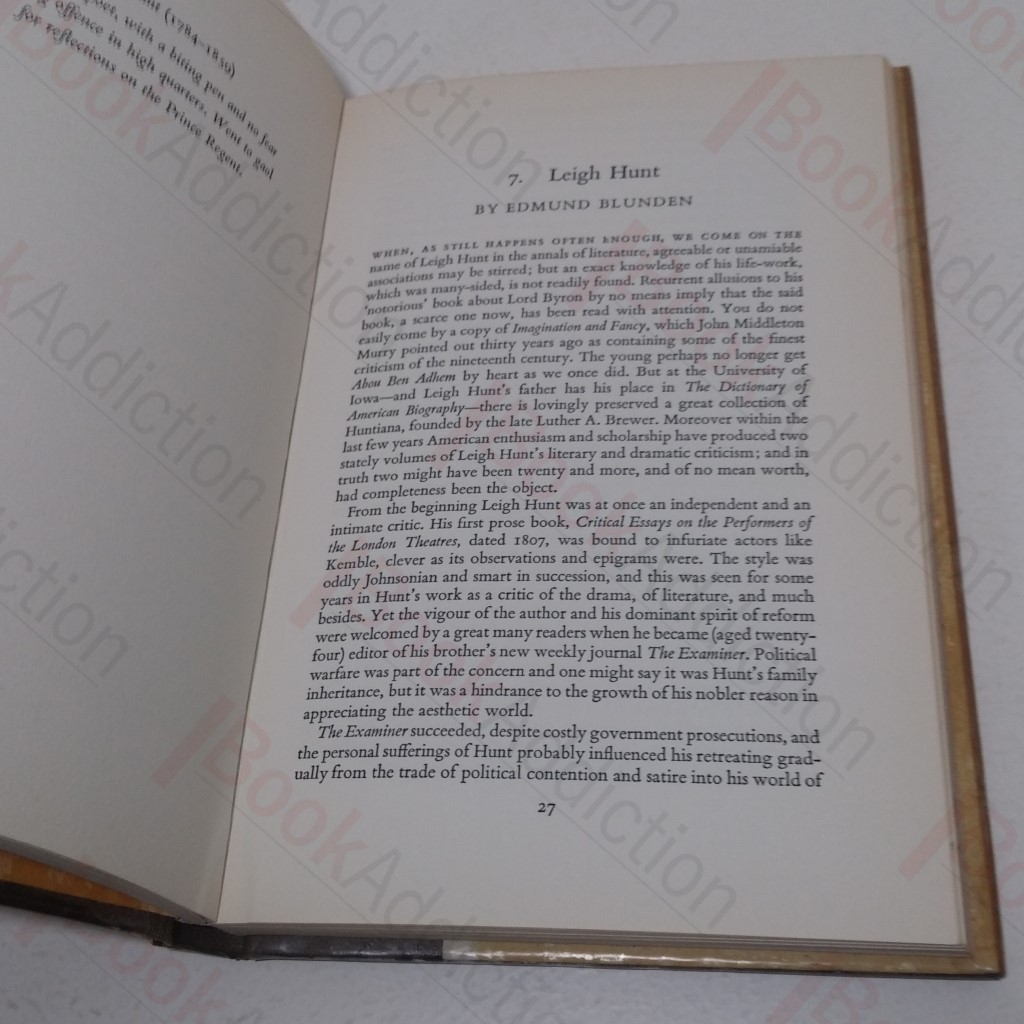 (1784–1859)
with a biting pen and no fear
offence in high quarters. Went to gaol
for reflections on the Prince Regent.
7. Leigh Hunt
BY EDMUND BLUNDEN
WHEN, AS STILL HAPPENS OFTEN ENOUGH, WE COME ON THE
name of Leigh Hunt in the annals of literature, agreeable or unamiable
associations may be stirred; but an exact knowledge of his life-work,
which was many-sided, is not readily found. Recurrent allusions to his
'notorious' book about Lord Byron by no means imply that the said
book, a scarce one now, has been read with attention. You do not
easily come by a copy of Imagination and Fancy, which John Middleton
Murry pointed out thirty years ago as containing some of the finest
criticism of the nineteenth century. The young perhaps no longer get
Abou Ben Adhem by heart as we once did. But at the University of
Iowa—and Leigh Hunt's father has his place in The Dictionary of
American Biography—there is lovingly preserved a great collection of
Huntiana, founded by the late Luther A. Brewer. Moreover within the
last few years American enthusiasm and scholarship have produced two
stately volumes of Leigh Hunt's literary and dramatic criticism; and in
truth two might have been twenty and more, and of no mean worth,
had completeness been the object.
From the beginning Leigh Hunt was at once an independent and an
intimate critic. His first prose book, Critical Essays on the Performers of
the London Theatres, dated 1807, was bound to infuriate actors like
Kemble, clever as its observations and epigrams were. The style was
oddly Johnsonian and smart in succession, and this was seen for some
years in Hunt's work as a critic of the drama, of literature, and much
besides. Yet the vigour of the author and his dominant spirit of reform
were welcomed by a great many readers when he became (aged twenty-
four) editor of his brother's new weekly journal The Examiner. Political
warfare was part of the concern and one might say it was Hunt's family
inheritance, but it was a hindrance to the growth of his nobler reason in
appreciating the aesthetic world.
The Examiner succeeded, despite costly government prosecutions, and
the personal sufferings of Hunt probably influenced his retreating grad-
ually from the trade of political contention and satire into his world of
27
BookAddiction